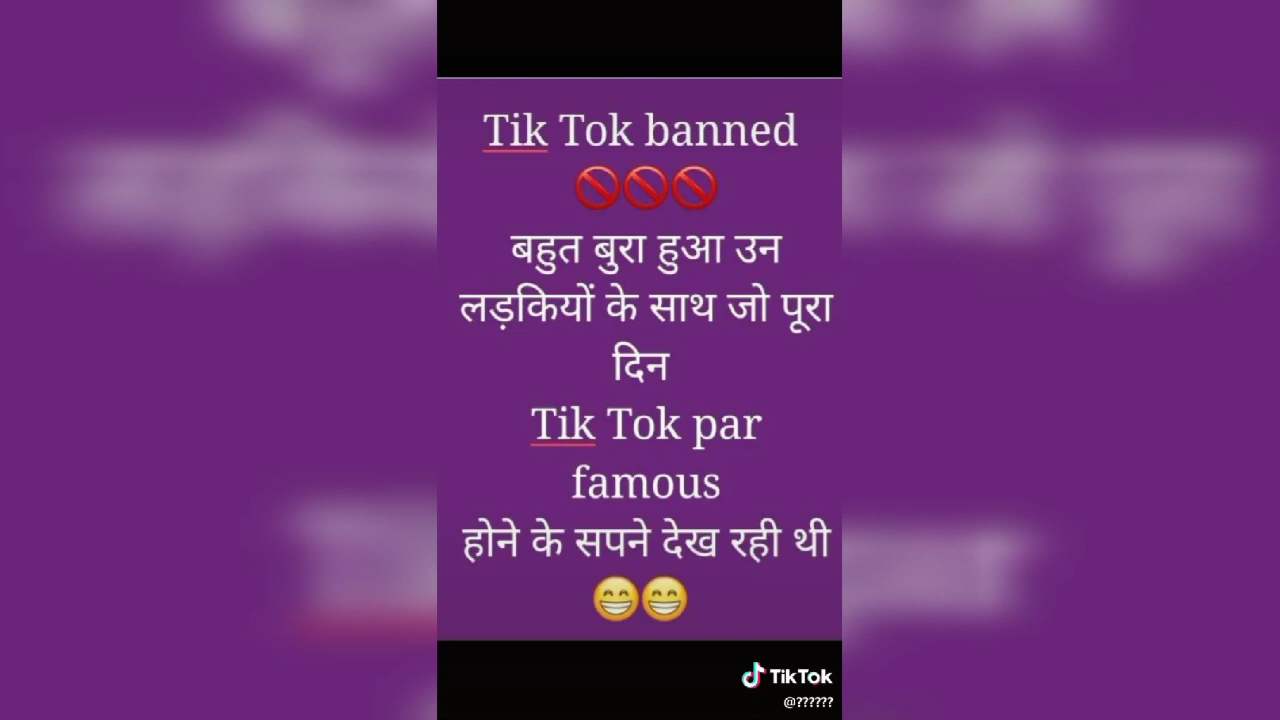 Tik Tok banned
🚫🚫🚫
बहुत बुरा हुआ उन
लड़कियों के साथ जो पूरा
दिन
Tik Tok par
famous
होने के सपने देख रही थी
😁😁
TikTok
@??????